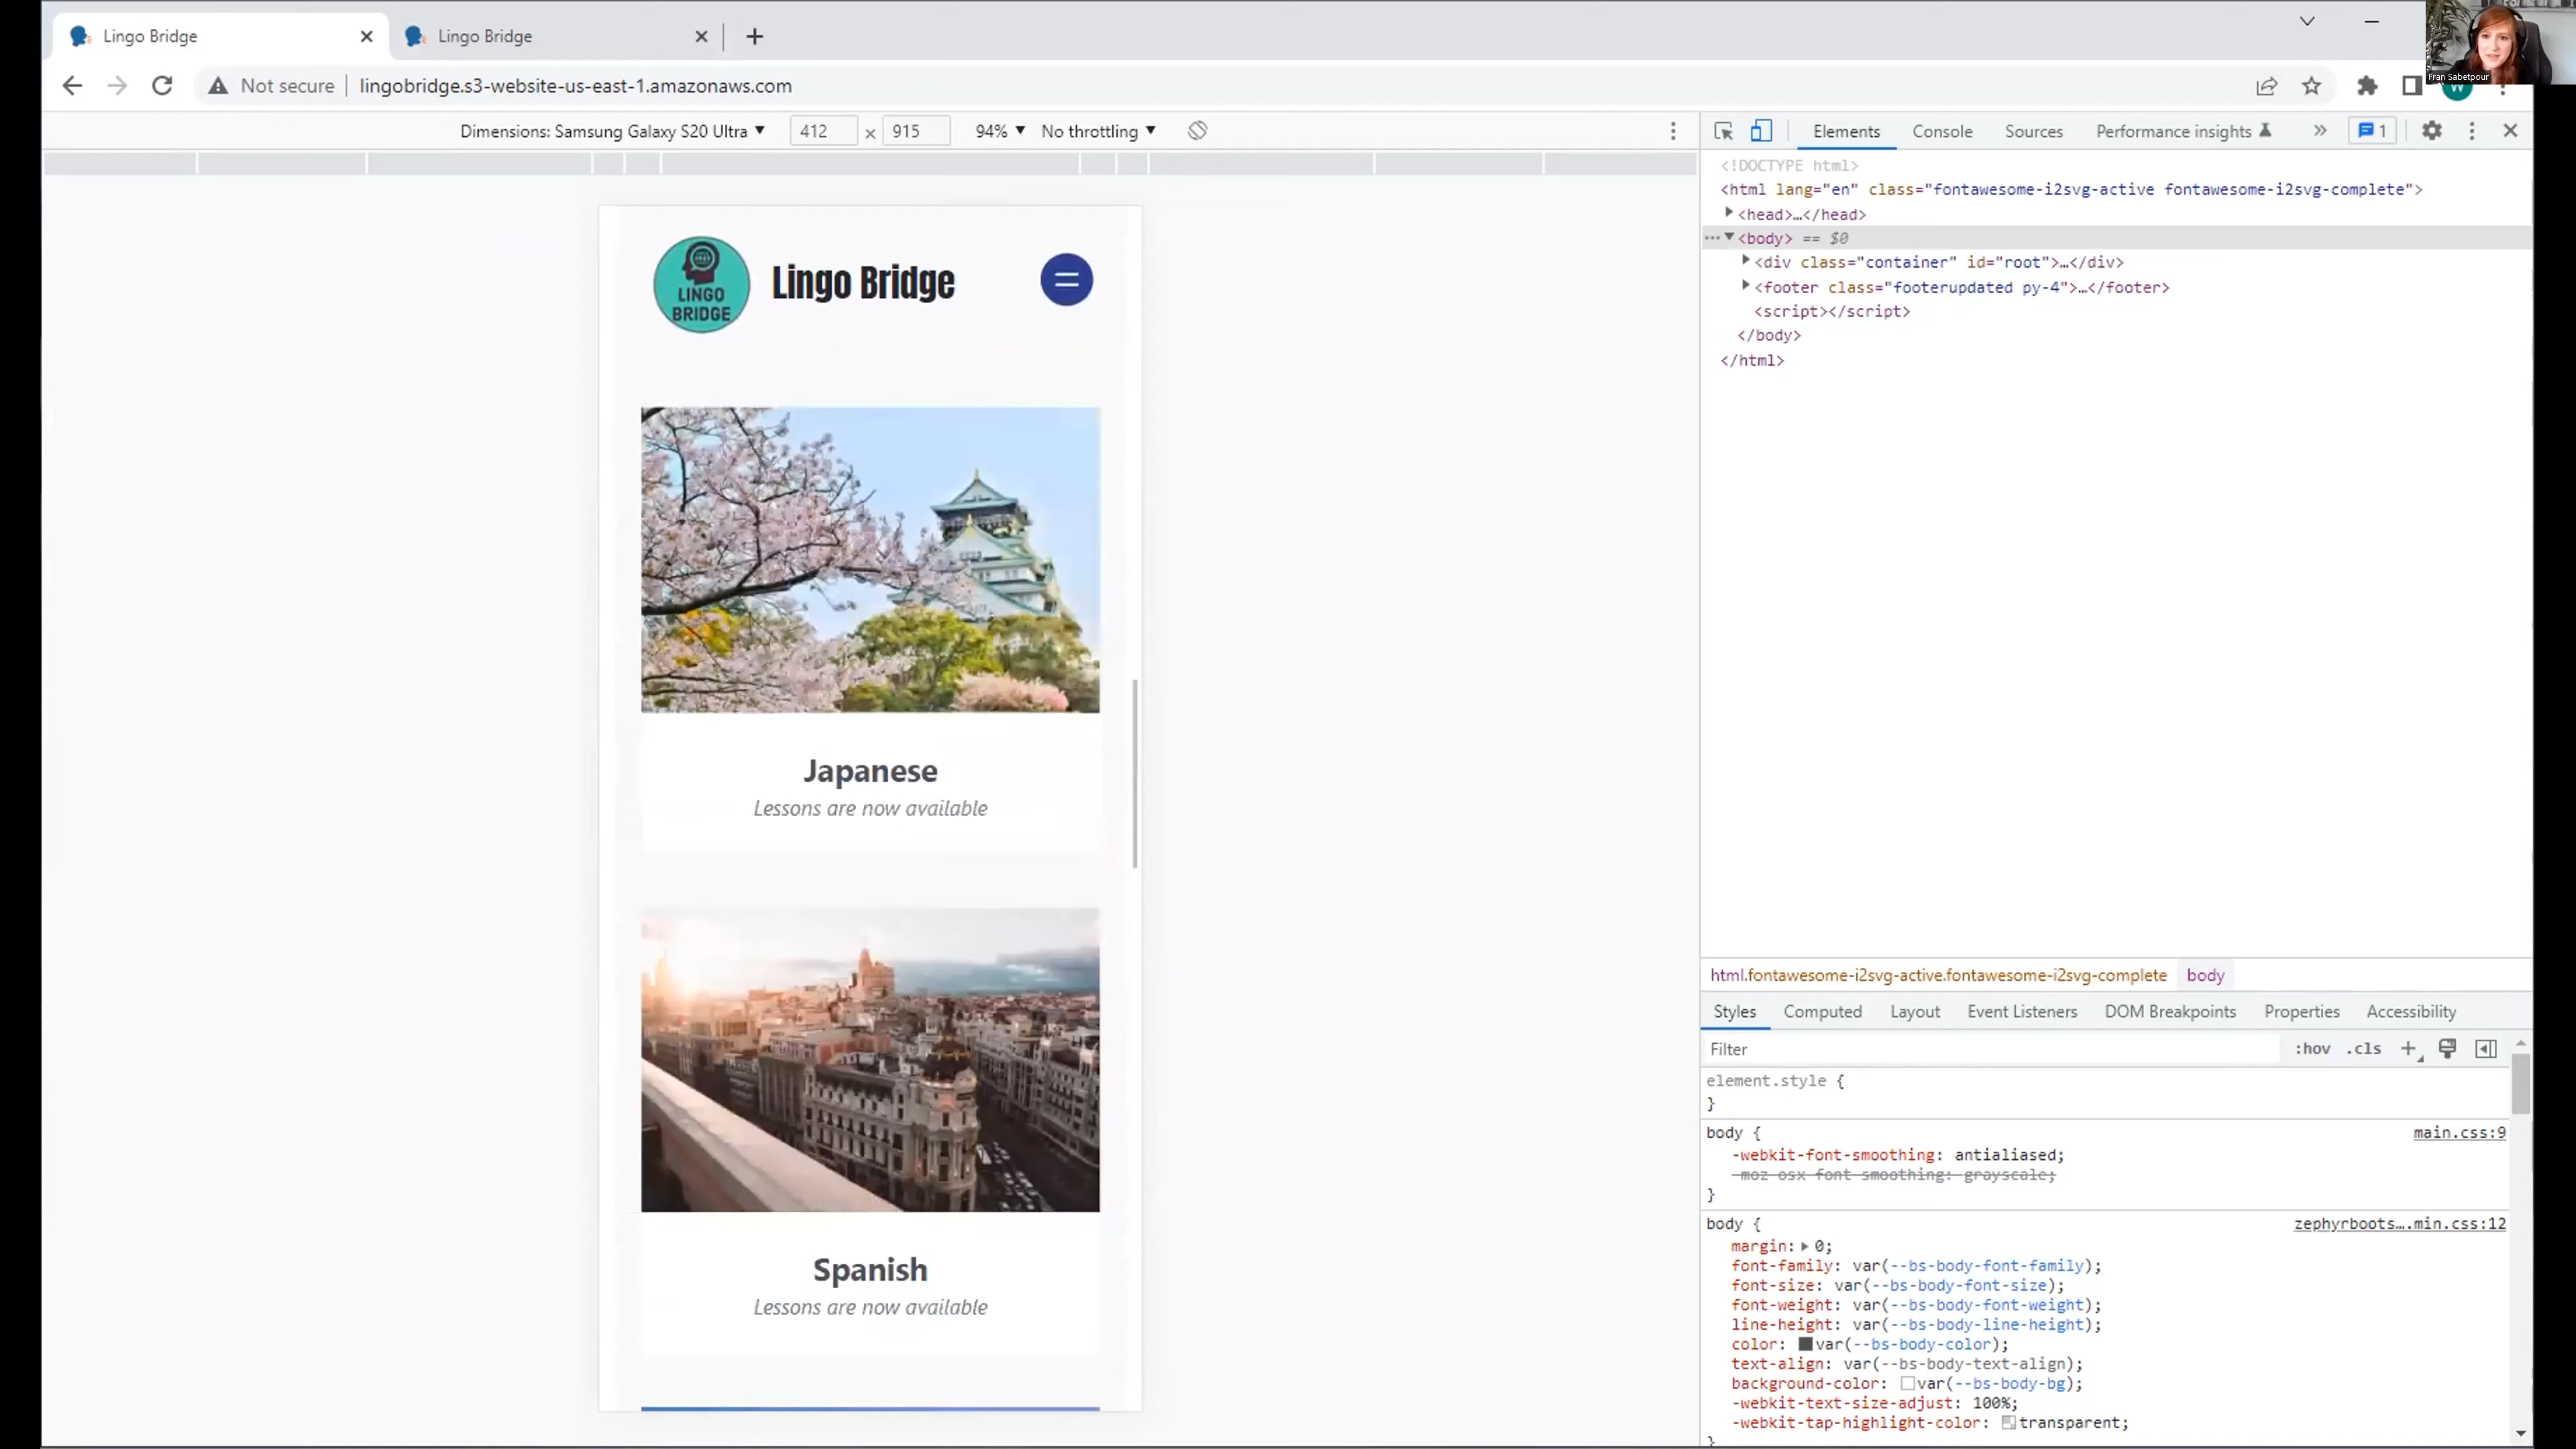 Lingo Bridge
Lingo Bridge
Fran Sabetpour
Not secure
lingobridge.s3-website-us-east-1.amazonaws.com
W
Dimensions: Samsung Galaxy S20 Ultra
412 x 915
94%
No throttling
LINGO
BRIDGE
Lingo Bridge
Japanese
Lessons are now available
Spanish
Lessons are now available
Elements Console Sources Performance insights 1
<!DOCTYPE html>
<html lang="en" class="fontawesome-i2svg-active fontawesome-i2svg-complete">
<head>…</head>
<body> == $0
<div class="container" id="root">…</div>
<footer class="footerupdated py-4">…</footer>
<script></script>
</body>
</html>
html.fontawesome-i2svg-active.fontawesome-i2svg-complete body
Styles Computed Layout Event Listeners DOM Breakpoints Properties Accessibility
Filter :hov .cls
element.style {
}
body { main.css:9
-webkit-font-smoothing: antialiased;
-moz-osx-font-smoothing: grayscale;
}
body { zephyrboots….min.css:12
margin: 0;
font-family: var(--bs-body-font-family);
font-size: var(--bs-body-font-size);
font-weight: var(--bs-body-font-weight);
line-height: var(--bs-body-line-height);
color: var(--bs-body-color);
text-align: var(--bs-body-text-align);
background-color: var(--bs-body-bg);
-webkit-text-size-adjust: 100%;
-webkit-tap-highlight-color: transparent;
}